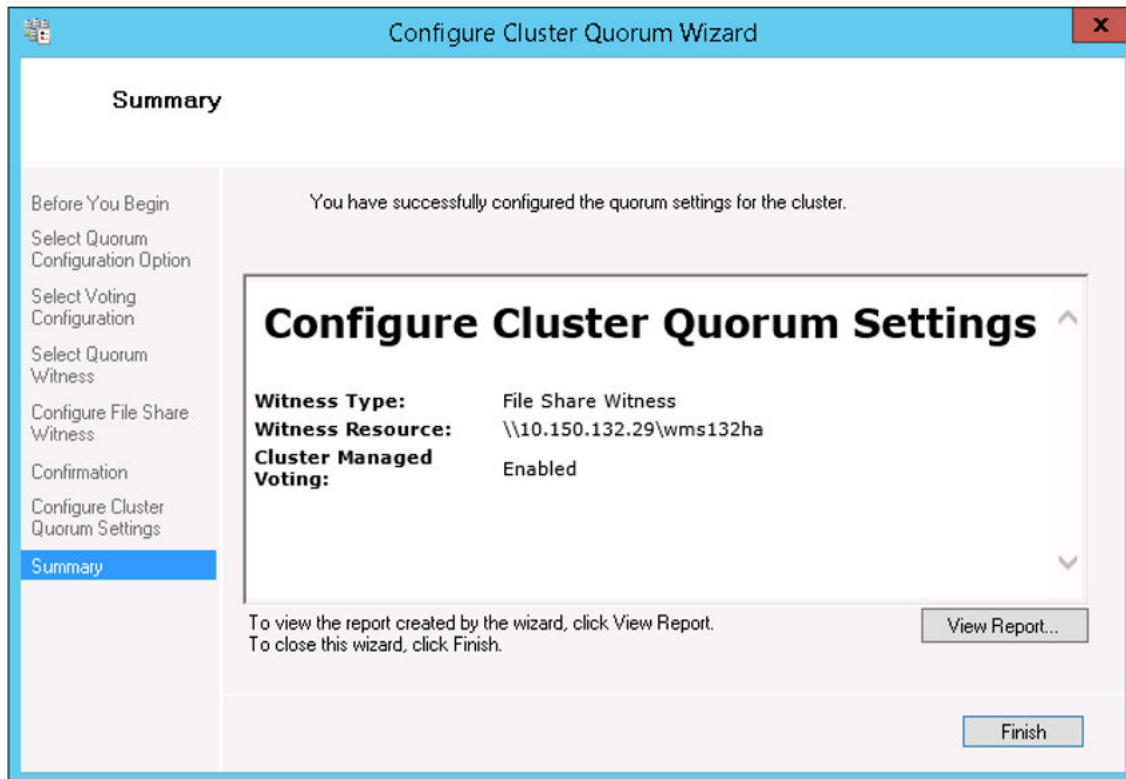 Configure Cluster Quorum Wizard
x
Summary
Before You Begin
Select Quorum
Configuration Option
Select Voting
Configuration
Select Quorum
Witness
Configure File Share
Witness
Confirmation
Configure Cluster
Quorum Settings
Summary
You have successfully configured the quorum settings for the cluster.
Configure Cluster Quorum Settings
Witness Type: File Share Witness
Witness Resource: \\10.150.132.29\wms132ha
Cluster Managed
Voting: Enabled
To view the report created by the wizard, click View Report.
To close this wizard, click Finish.
View Report...
Finish